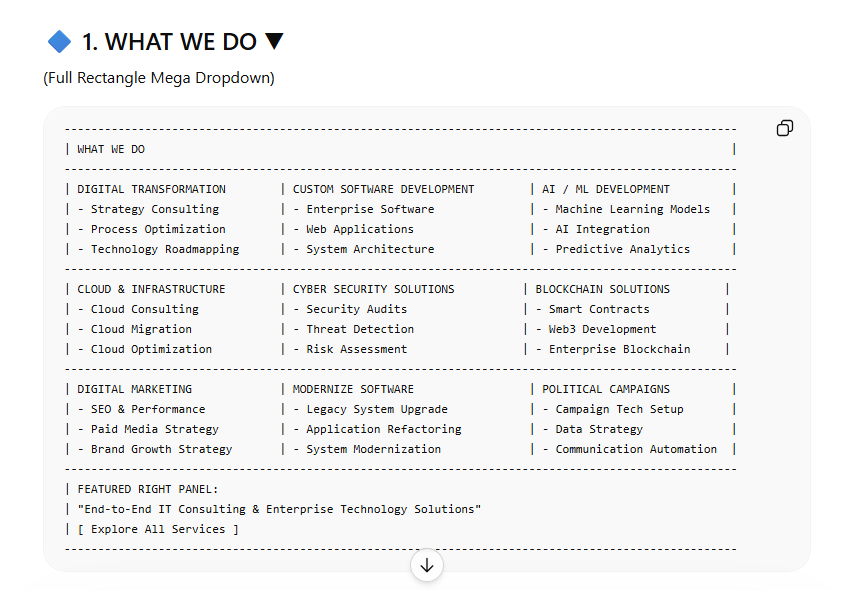 🔷 1. WHAT WE DO ▼
(Full Rectangle Mega Dropdown)
----------------------------------------------------------------------------------------------------
| WHAT WE DO |
----------------------------------------------------------------------------------------------------
| DIGITAL TRANSFORMATION | CUSTOM SOFTWARE DEVELOPMENT | AI / ML DEVELOPMENT |
| - Strategy Consulting | - Enterprise Software | - Machine Learning Models |
| - Process Optimization | - Web Applications | - AI Integration |
| - Technology Roadmapping | - System Architecture | - Predictive Analytics |
----------------------------------------------------------------------------------------------------
| CLOUD & INFRASTRUCTURE | CYBER SECURITY SOLUTIONS | BLOCKCHAIN SOLUTIONS |
| - Cloud Consulting | - Security Audits | - Smart Contracts |
| - Cloud Migration | - Threat Detection | - Web3 Development |
| - Cloud Optimization | - Risk Assessment | - Enterprise Blockchain |
----------------------------------------------------------------------------------------------------
| DIGITAL MARKETING | MODERNIZE SOFTWARE | POLITICAL CAMPAIGNS |
| - SEO & Performance | - Legacy System Upgrade | - Campaign Tech Setup |
| - Paid Media Strategy | - Application Refactoring | - Data Strategy |
| - Brand Growth Strategy | - System Modernization | - Communication Automation |
----------------------------------------------------------------------------------------------------
| FEATURED RIGHT PANEL:
| "End-to-End IT Consulting & Enterprise Technology Solutions"
| [ Explore All Services ]
----------------------------------------------------------------------------------------------------